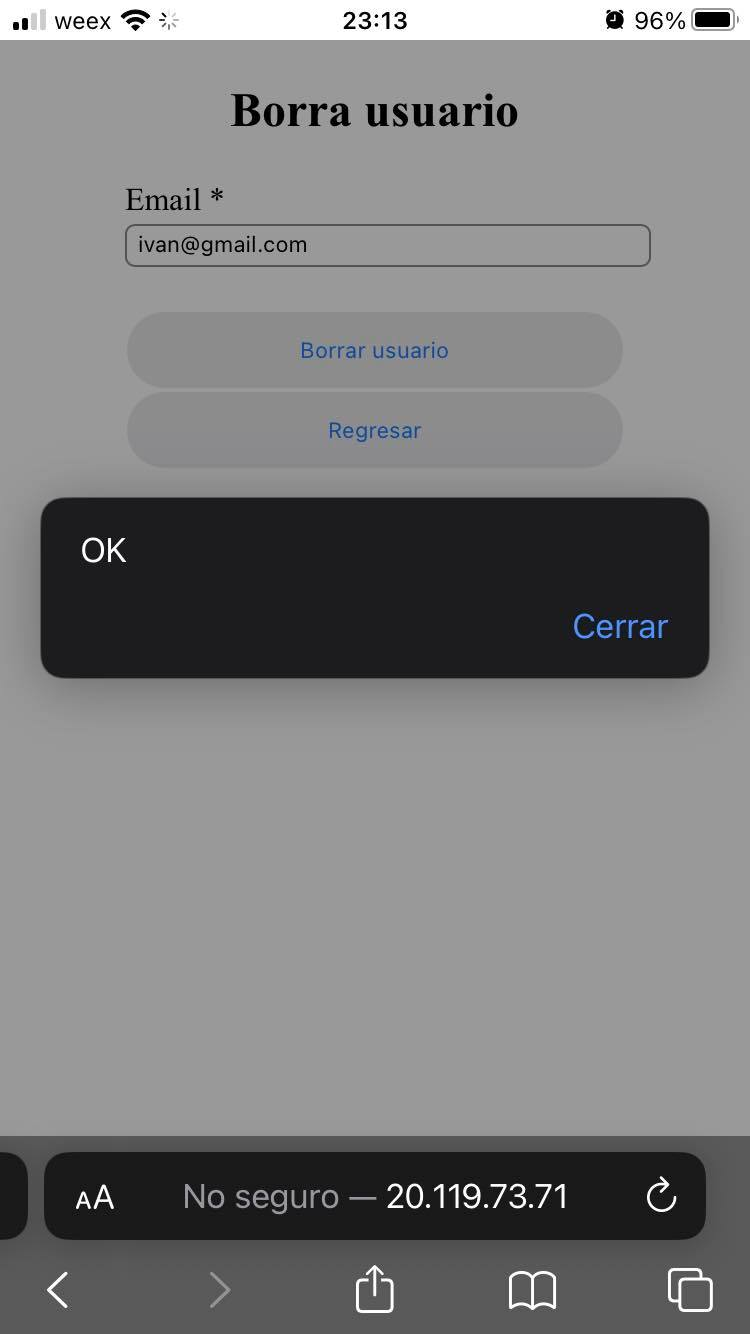 weex 23:13 96%
Borra usuario
Email *
ivan@gmail.com
Borrar usuario
Regresar
OK
Cerrar
AA No seguro — 20.119.73.71